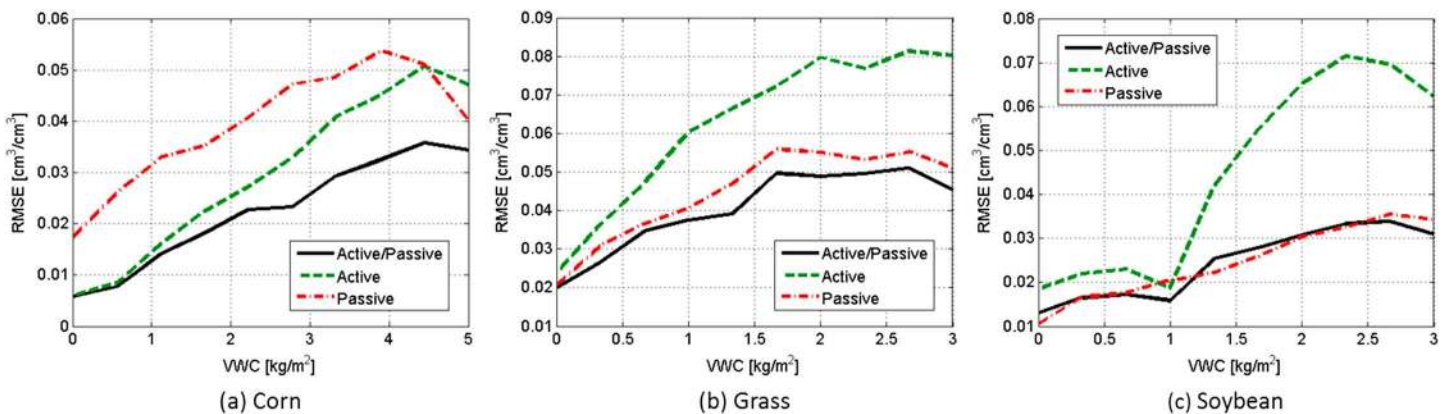 0.06
0.05
0.04
0.03
0.02
0.01
0
RMSE [cm³/cm³]
Active/Passive
Active
Passive
0 1 2 3 4 5
VWC [kg/m²]
(a) Corn
0.09
0.08
0.07
0.06
0.05
0.04
0.03
0.02
0.01
RMSE [cm³/cm³]
Active/Passive
Active
Passive
0 0.5 1 1.5 2 2.5 3
VWC [kg/m²]
(b) Grass
0.08
0.07
0.06
0.05
0.04
0.03
0.02
0.01
RMSE [cm³/cm³]
Active/Passive
Active
Passive
0 0.5 1 1.5 2 2.5 3
VWC [kg/m²]
(c) Soybean